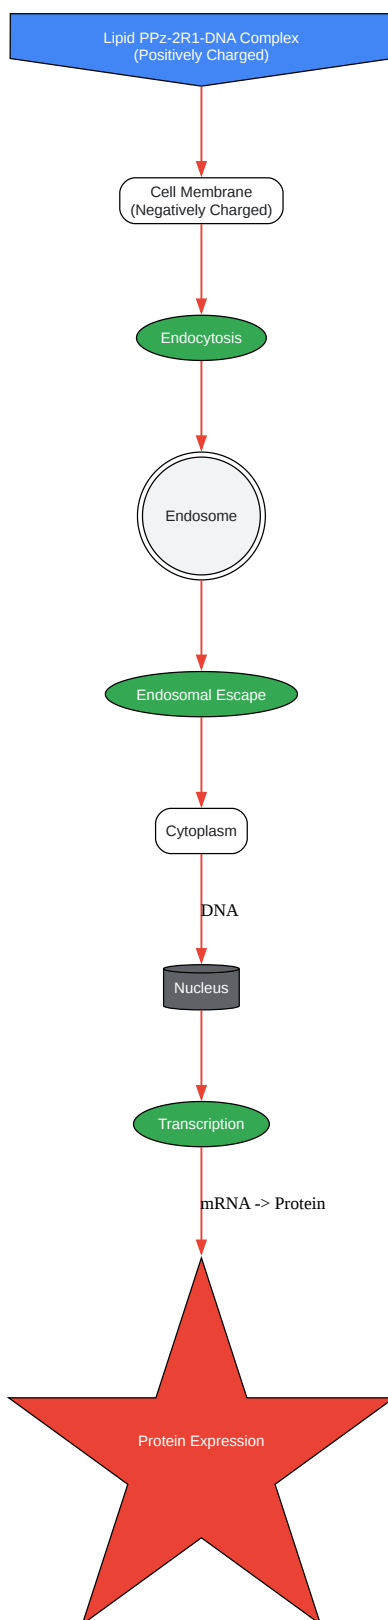 Lipid PPz-2R1-DNA Complex
(Positively Charged)
Cell Membrane
(Negatively Charged)
Endocytosis
Endosome
Endosomal Escape
Cytoplasm
DNA
Nucleus
Transcription
mRNA -> Protein
Protein Expression